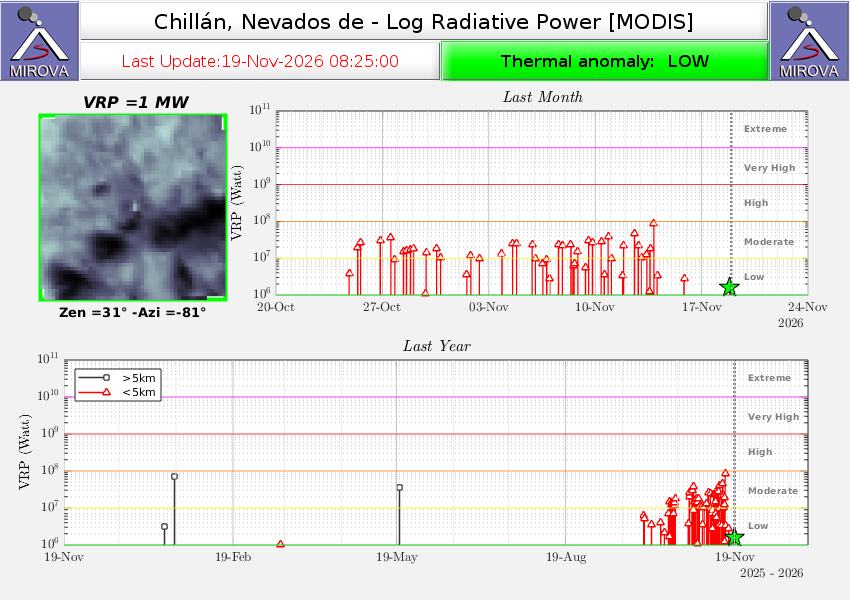 Chillán, Nevados de - Log Radiative Power [MODIS]
MIROVA
Last Update:19-Nov-2026 08:25:00
Thermal anomaly: LOW
MIROVA
VRP =1 MW
Zen =31° -Azi =-81°
Last Month
VRP (Watt)
10^11
10^10
10^9
10^8
10^7
10^6
Extreme
Very High
High
Moderate
Low
20-Oct 27-Oct 03-Nov 10-Nov 17-Nov 24-Nov
2026
Last Year
VRP (Watt)
10^11
10^10
10^9
10^8
10^7
10^6
>5km
<5km
Extreme
Very High
High
Moderate
Low
19-Nov 19-Feb 19-May 19-Aug 19-Nov
2025 - 2026